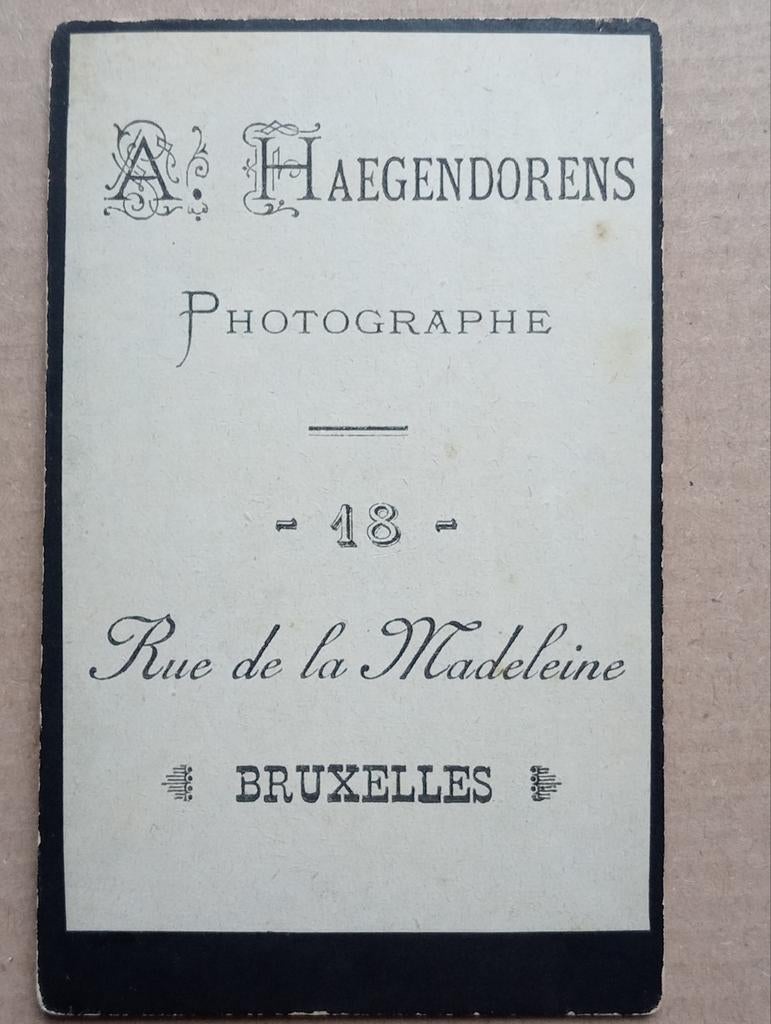 A. HAEGENDORENS
PHOTOGRAPHE
- 18 -
Rue de la Madeleine
BRUXELLES